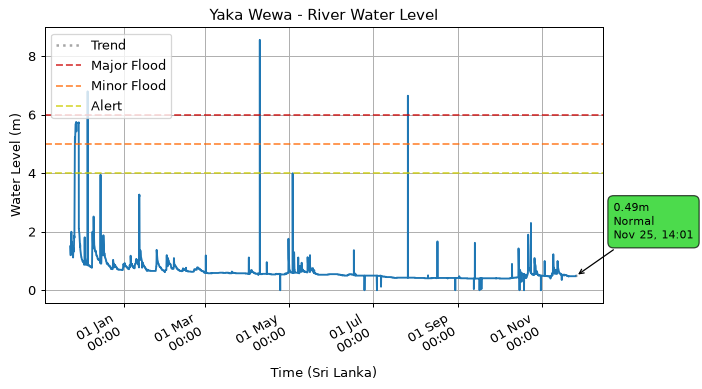 Yaka Wewa - River Water Level
Trend
Major Flood
Minor Flood
Alert
Water Level (m)
8
6
4
2
0
0.49m
Normal
Nov 25, 14:01
01 Jan
00:00
01 Mar
00:00
01 May
00:00
01 Jul
00:00
01 Sep
00:00
01 Nov
00:00
Time (Sri Lanka)